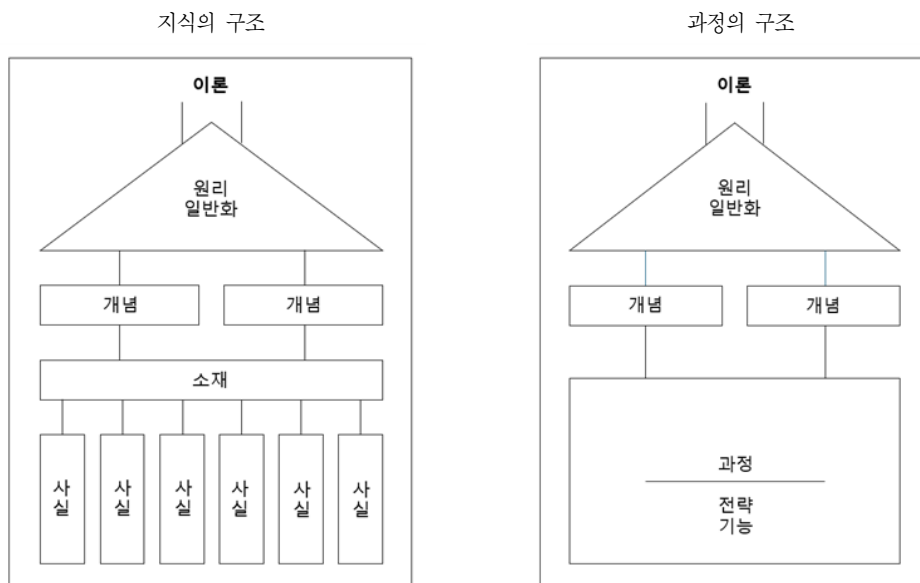 지식의 구조
이론
원리
일반화
개념
개념
소재
사실
사실
사실
사실
사실
사실
과정의 구조
이론
원리
일반화
개념
개념
과정
전략
기능